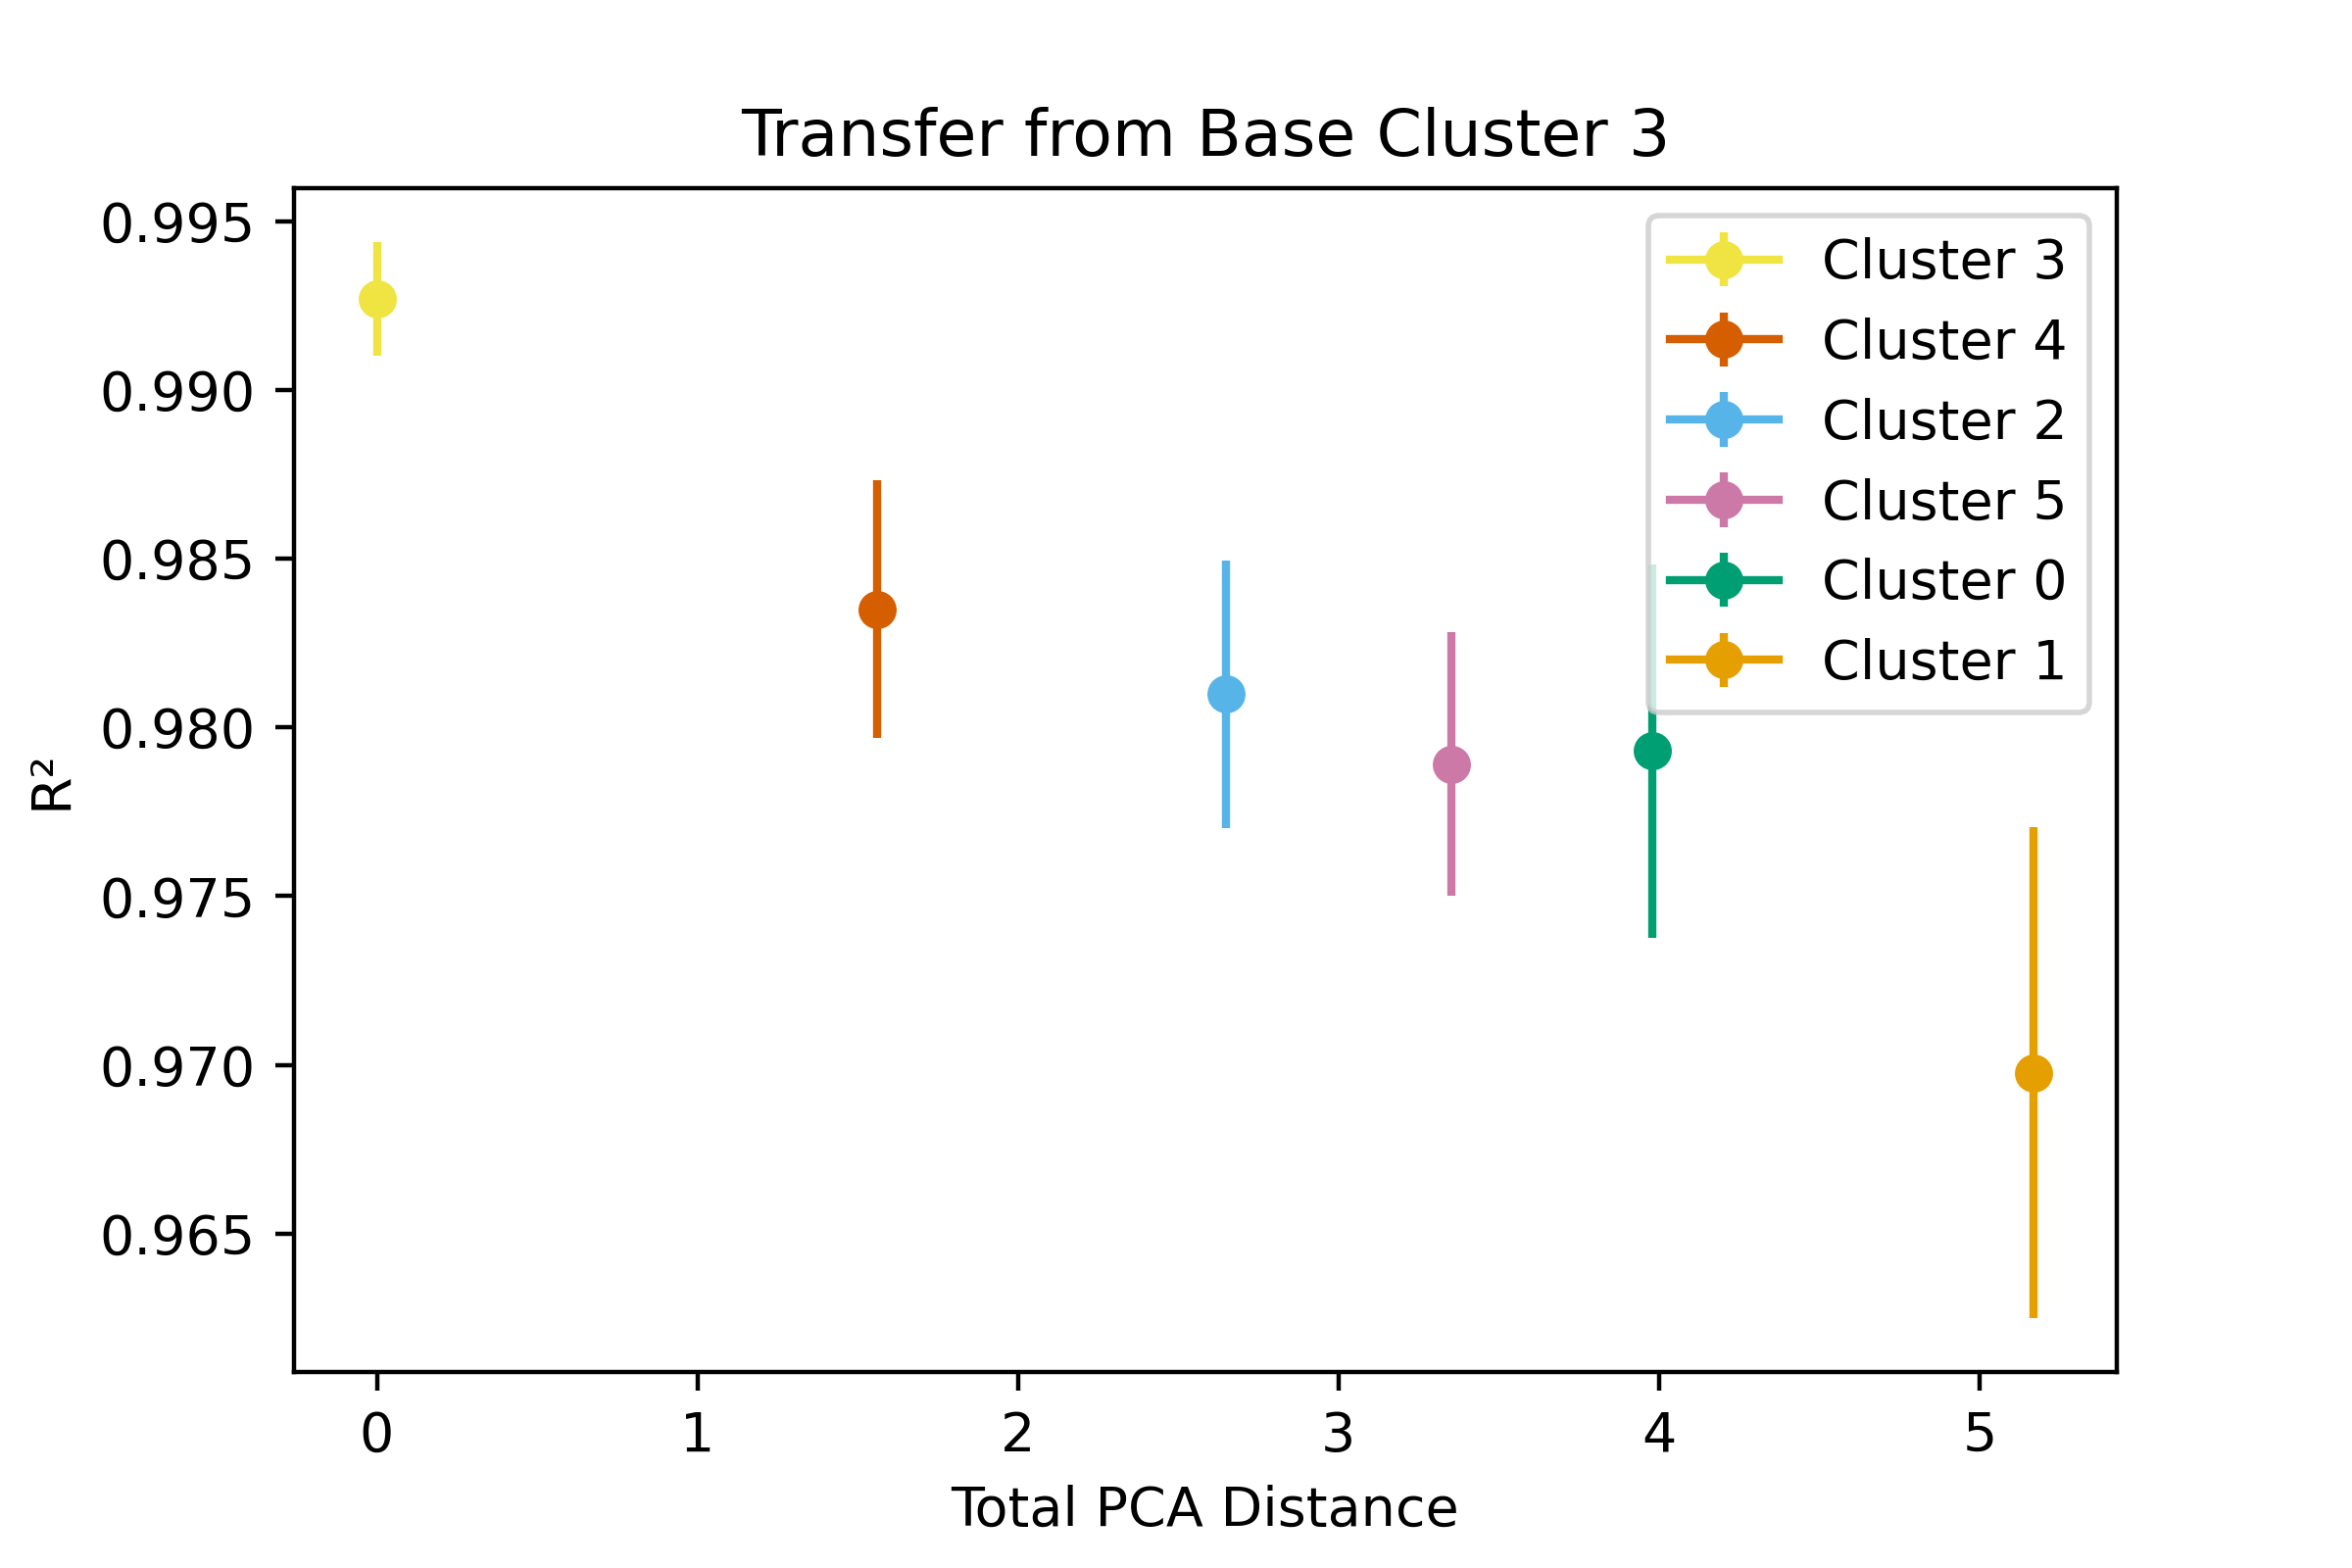 Transfer from Base Cluster 3
0.995
0.990
0.985
0.980
0.975
0.970
0.965
R²
Cluster 3
Cluster 4
Cluster 2
Cluster 5
Cluster 0
Cluster 1
0 1 2 3 4 5
Total PCA Distance